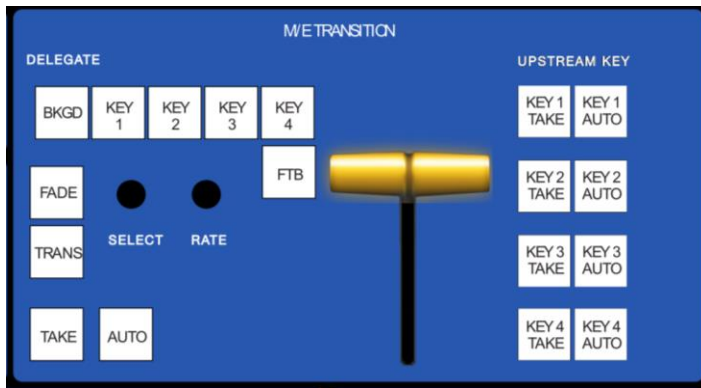 M/E TRANSITION
DELEGATE
UPSTREAM KEY
BKGD
KEY
1
KEY
2
KEY
3
KEY
4
FTB
FADE
SELECT
RATE
TRANS
TAKE
AUTO
KEY 1
TAKE
KEY 1
AUTO
KEY 2
TAKE
KEY 2
AUTO
KEY 3
TAKE
KEY 3
AUTO
KEY 4
TAKE
KEY 4
AUTO